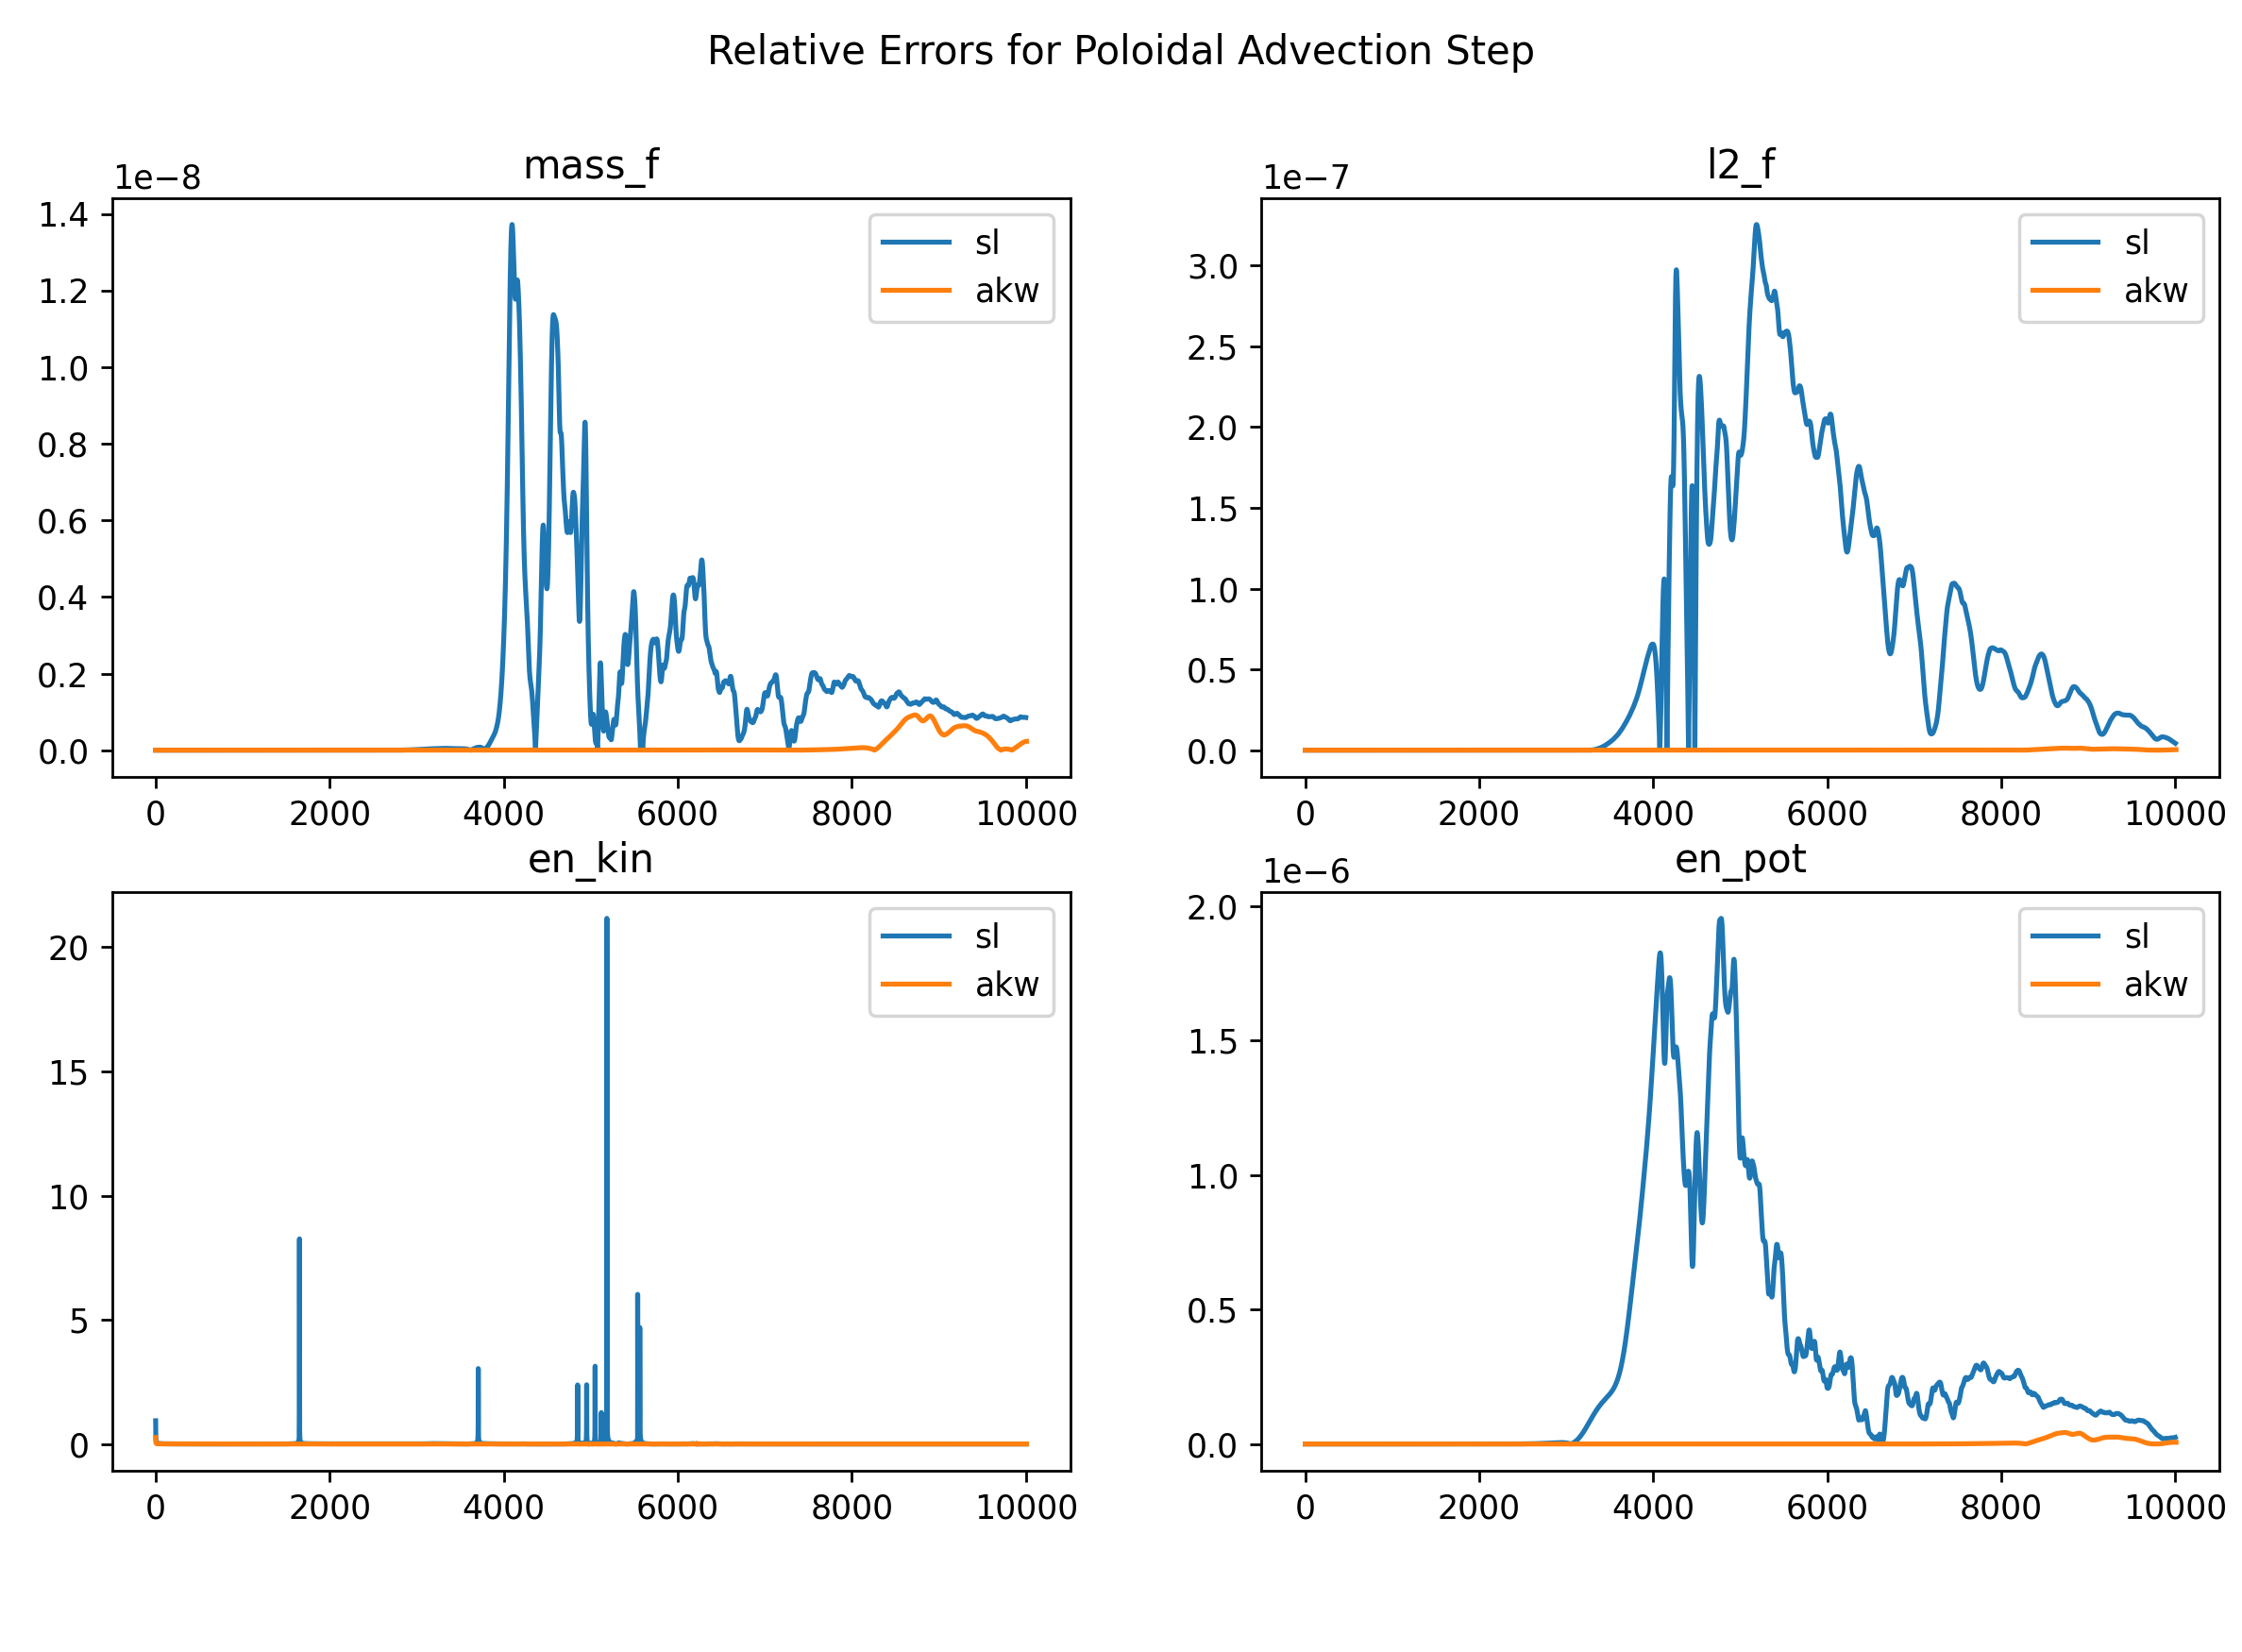 Relative Errors for Poloidal Advection Step
mass_f
1e−8
1.4
1.2
1.0
0.8
0.6
0.4
0.2
0.0
0 2000 4000 6000 8000 10000
sl
akw
l2_f
1e−7
3.0
2.5
2.0
1.5
1.0
0.5
0.0
0 2000 4000 6000 8000 10000
sl
akw
en_kin
20
15
10
5
0
0 2000 4000 6000 8000 10000
sl
akw
en_pot
1e−6
2.0
1.5
1.0
0.5
0.0
0 2000 4000 6000 8000 10000
sl
akw